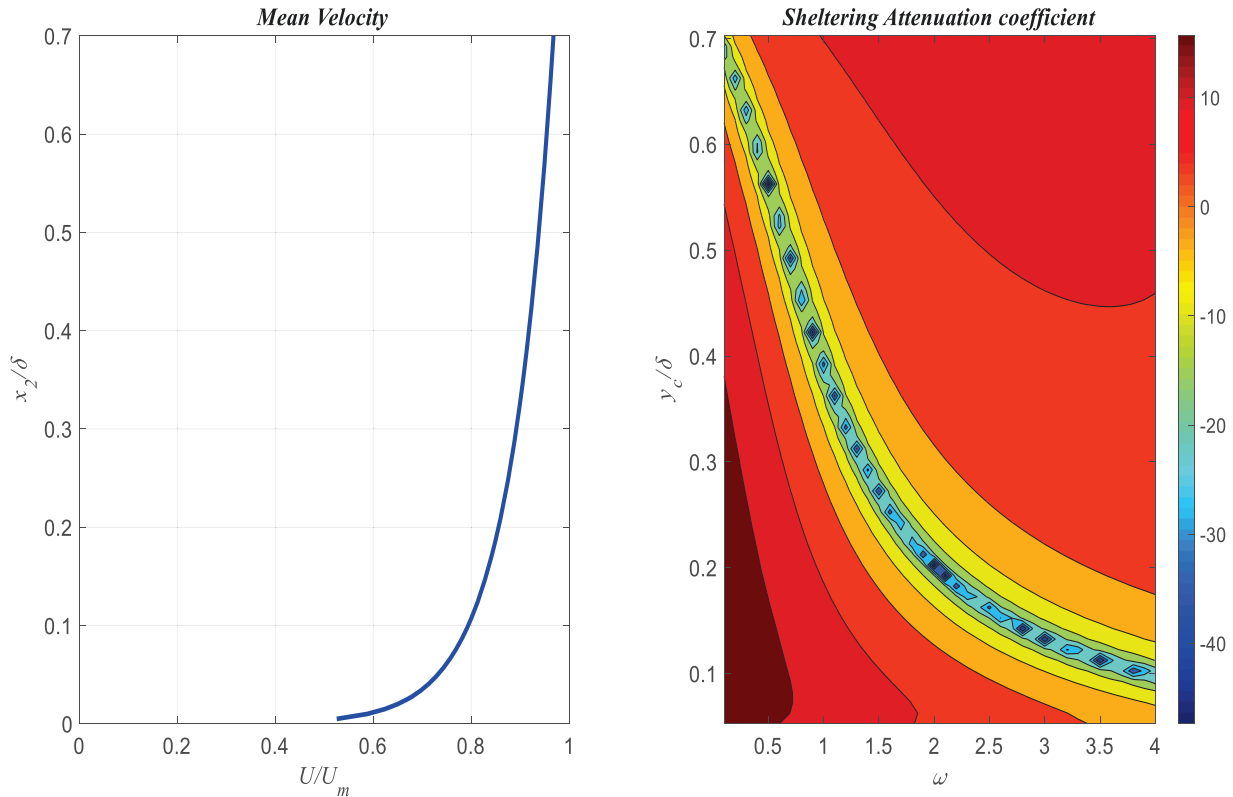 Mean Velocity
0.7
0.6
0.5
0.4
0.3
0.2
0.1
0
x2/δ
0 0.2 0.4 0.6 0.8 1
U/Um
Sheltering Attenuation coefficient
0.7
0.6
0.5
0.4
0.3
0.2
0.1
yc/δ
0.5 1 1.5 2 2.5 3 3.5 4
ω
10
0
-10
-20
-30
-40